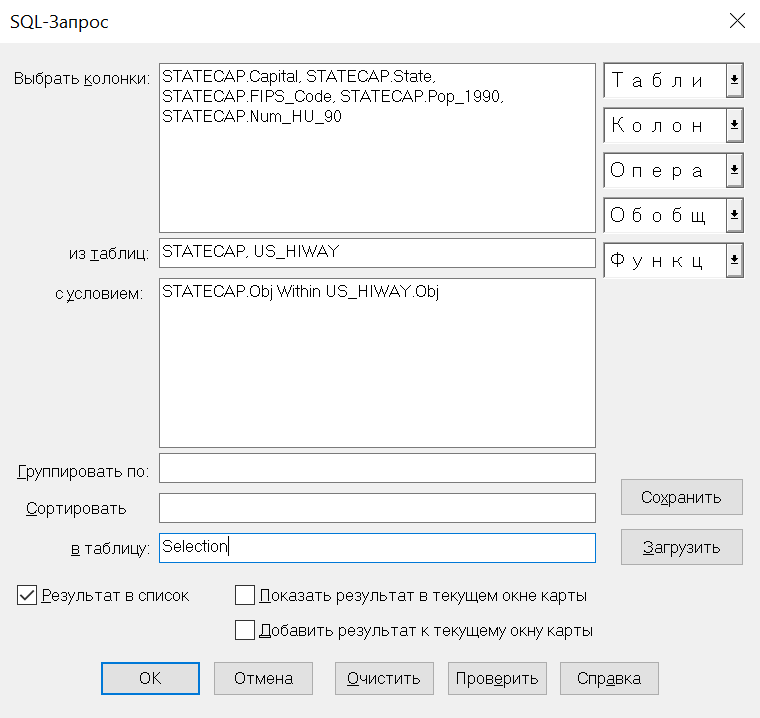 SQL-Запрос
Выбрать колонки:
STATECAP.Capital, STATECAP.State,
STATECAP.FIPS_Code, STATECAP.Pop_1990,
STATECAP.Num_HU_90
Табли
Колон
Опера
Обобщ
Функц
из таблиц:
STATECAP, US_HIWAY
с условием:
STATECAP.Obj Within US_HIWAY.Obj
Группировать по:
Сортировать
в таблицу:
Selection
Сохранить
Загрузить
Результат в список
Показать результат в текущем окне карты
Добавить результат к текущему окну карты
OK
Отмена
Очистить
Проверить
Справка